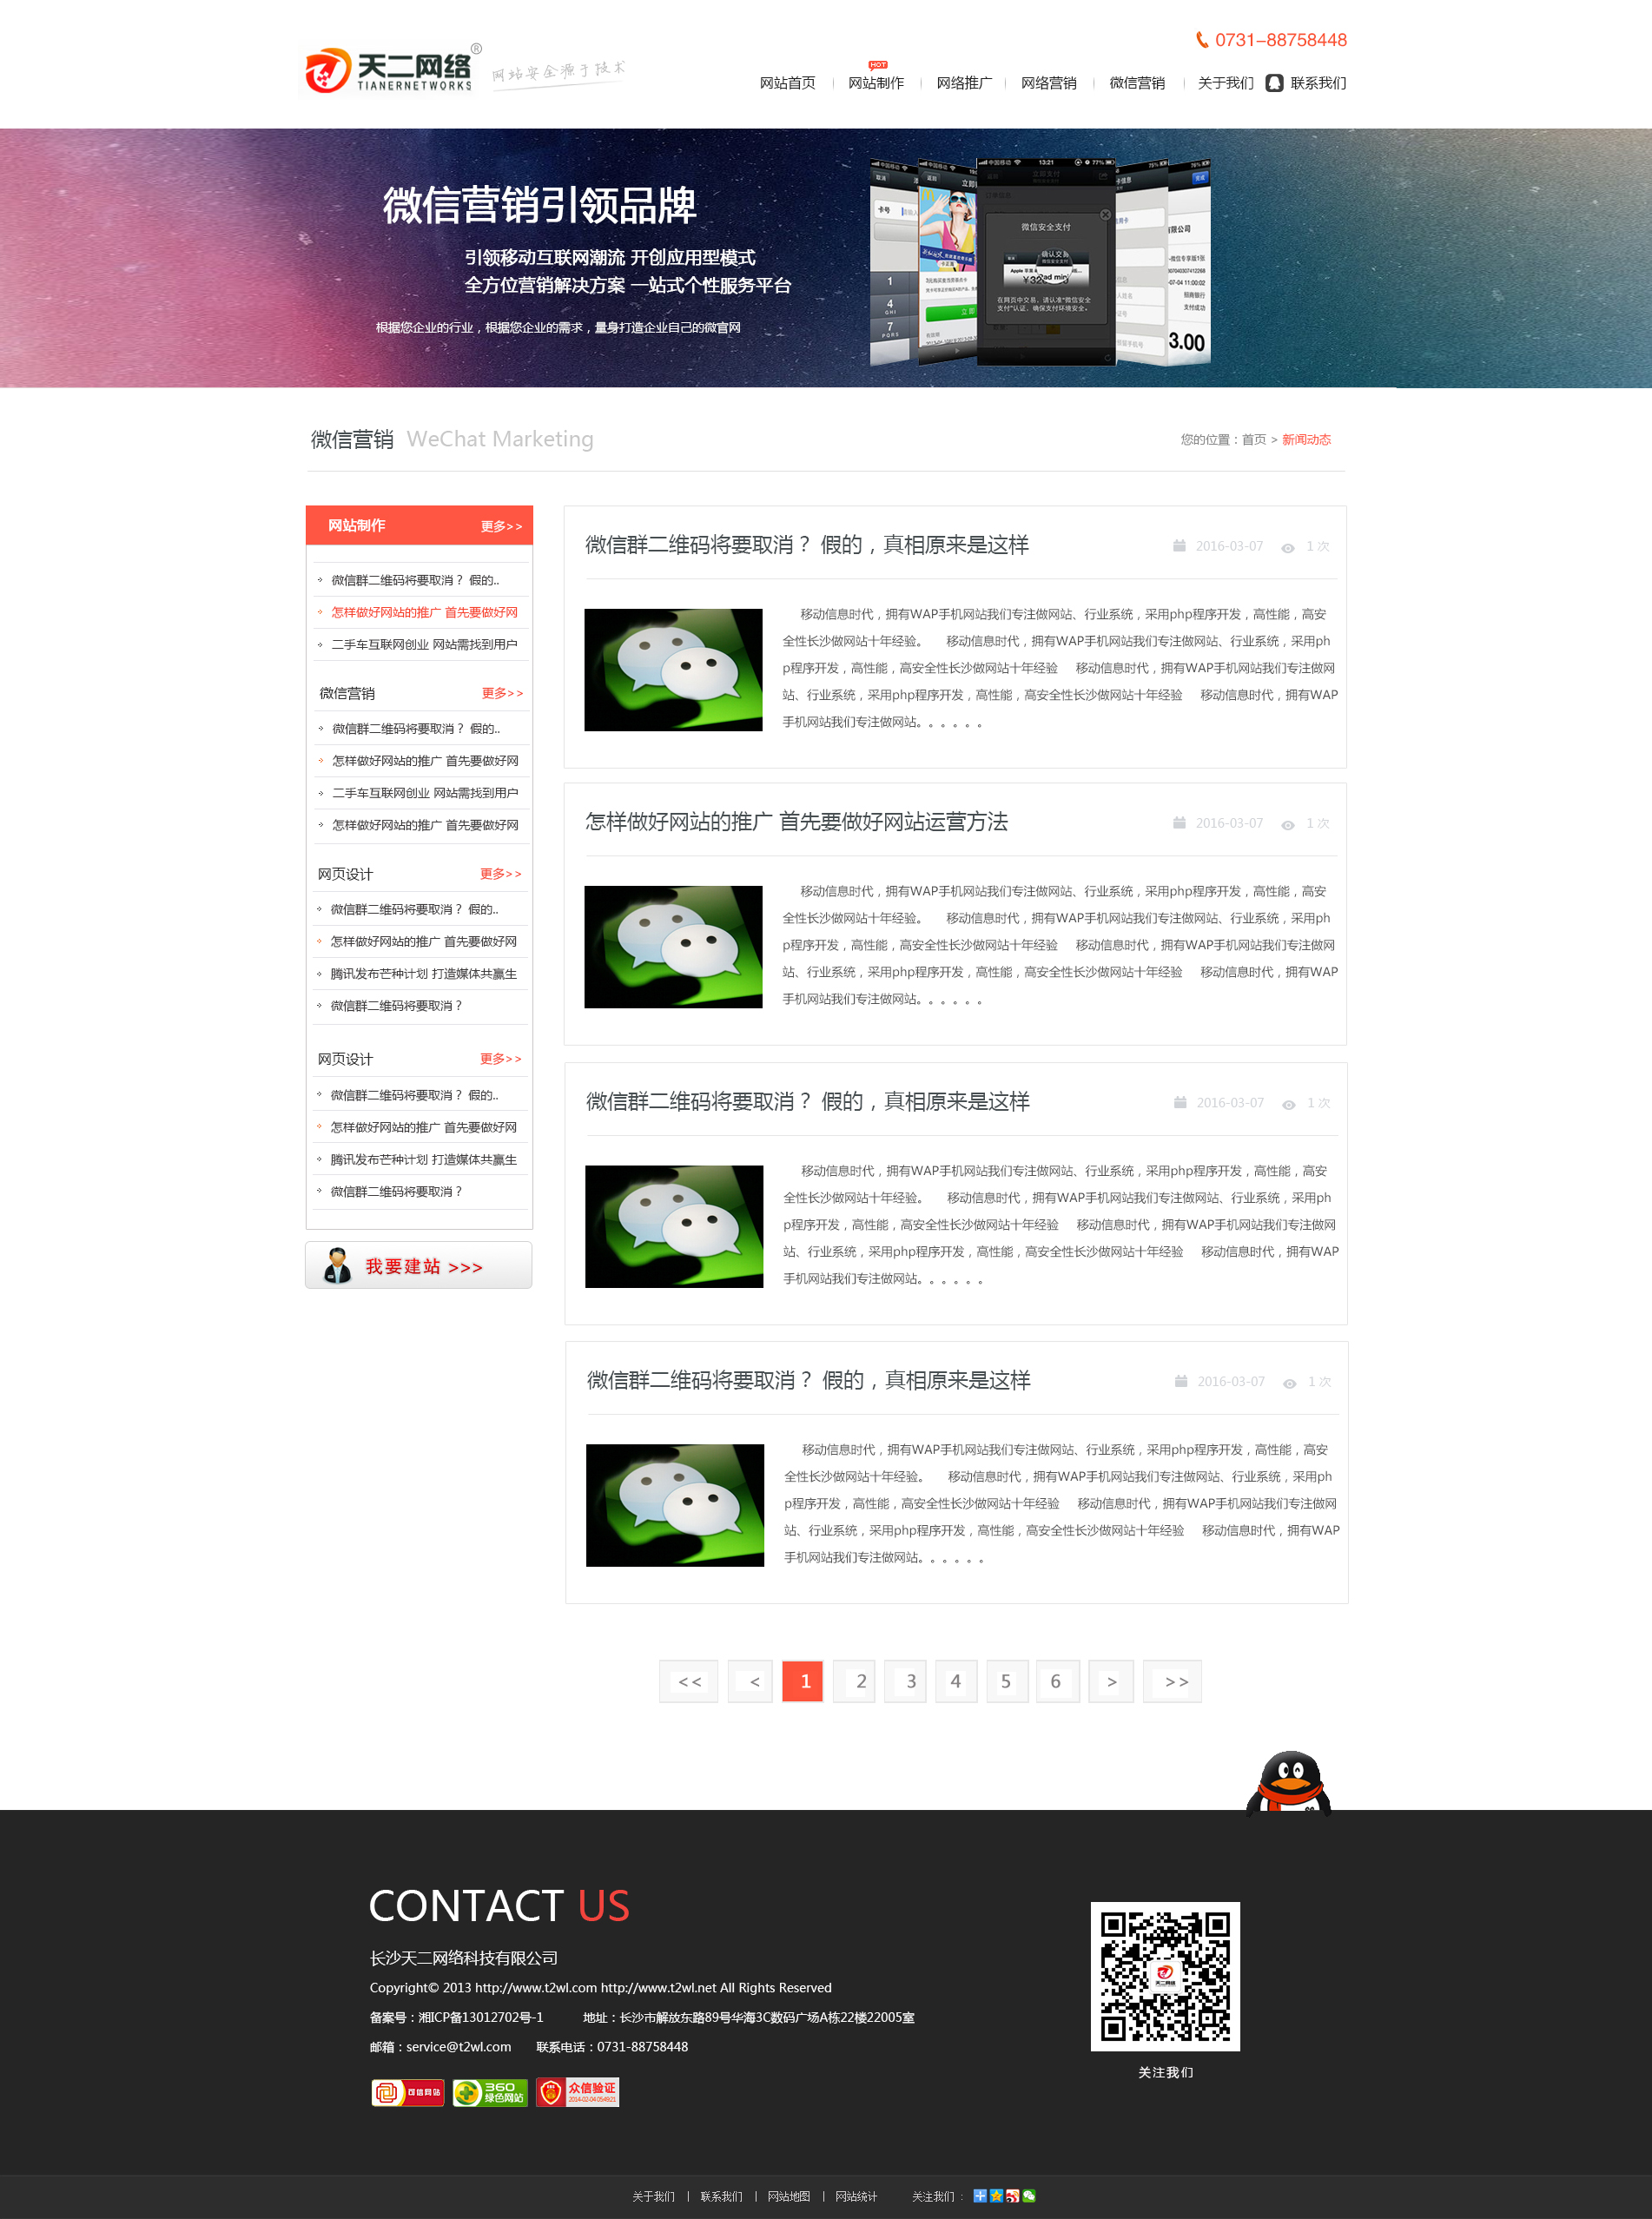 0731-88758448
天二网络®
TIANERNETWORKS
网站安全源于技术
HOT
网站首页 网站制作 网络推广 网络营销 微信营销 关于我们 联系我们
微信营销引领品牌
引领移动互联网潮流 开创应用型模式
全方位营销解决方案 一站式个性服务平台
根据您企业的行业，根据您企业的需求，量身打造企业自己的微官网
中国移动 13:21 77%
立即支付
微信安全支付
确认交易
在网页中交易，请认准“微信安全
支付”认证，确保支付环境安全。
3.00
微信营销 WeChat Marketing
您的位置：首页 > 新闻动态
网站制作 更多>>
微信群二维码将要取消？ 假的..
怎样做好网站的推广 首先要做好网
二手车互联网创业 网站需找到用户
微信营销 更多>>
微信群二维码将要取消？ 假的..
怎样做好网站的推广 首先要做好网
二手车互联网创业 网站需找到用户
怎样做好网站的推广 首先要做好网
网页设计 更多>>
微信群二维码将要取消？ 假的..
怎样做好网站的推广 首先要做好网
腾讯发布芒种计划 打造媒体共赢生
微信群二维码将要取消？
网页设计 更多>>
微信群二维码将要取消？ 假的..
怎样做好网站的推广 首先要做好网
腾讯发布芒种计划 打造媒体共赢生
微信群二维码将要取消？
我要建站 >>>
微信群二维码将要取消？ 假的，真相原来是这样 2016-03-07 1 次
移动信息时代，拥有WAP手机网站我们专注做网站、行业系统，采用php程序开发，高性能，高安
全性长沙做网站十年经验。 移动信息时代，拥有WAP手机网站我们专注做网站、行业系统，采用ph
p程序开发，高性能，高安全性长沙做网站十年经验 移动信息时代，拥有WAP手机网站我们专注做网
站、行业系统，采用php程序开发，高性能，高安全性长沙做网站十年经验 移动信息时代，拥有WAP
手机网站我们专注做网站。。。。。。
怎样做好网站的推广 首先要做好网站运营方法 2016-03-07 1 次
移动信息时代，拥有WAP手机网站我们专注做网站、行业系统，采用php程序开发，高性能，高安
全性长沙做网站十年经验。 移动信息时代，拥有WAP手机网站我们专注做网站、行业系统，采用ph
p程序开发，高性能，高安全性长沙做网站十年经验 移动信息时代，拥有WAP手机网站我们专注做网
站、行业系统，采用php程序开发，高性能，高安全性长沙做网站十年经验 移动信息时代，拥有WAP
手机网站我们专注做网站。。。。。。
微信群二维码将要取消？ 假的，真相原来是这样 2016-03-07 1 次
移动信息时代，拥有WAP手机网站我们专注做网站、行业系统，采用php程序开发，高性能，高安
全性长沙做网站十年经验。 移动信息时代，拥有WAP手机网站我们专注做网站、行业系统，采用ph
p程序开发，高性能，高安全性长沙做网站十年经验 移动信息时代，拥有WAP手机网站我们专注做网
站、行业系统，采用php程序开发，高性能，高安全性长沙做网站十年经验 移动信息时代，拥有WAP
手机网站我们专注做网站。。。。。。
微信群二维码将要取消？ 假的，真相原来是这样 2016-03-07 1 次
移动信息时代，拥有WAP手机网站我们专注做网站、行业系统，采用php程序开发，高性能，高安
全性长沙做网站十年经验。 移动信息时代，拥有WAP手机网站我们专注做网站、行业系统，采用ph
p程序开发，高性能，高安全性长沙做网站十年经验 移动信息时代，拥有WAP手机网站我们专注做网
站、行业系统，采用php程序开发，高性能，高安全性长沙做网站十年经验 移动信息时代，拥有WAP
手机网站我们专注做网站。。。。。。
<< < 1 2 3 4 5 6 > >>
CONTACT US
长沙天二网络科技有限公司
Copyright© 2013 http://www.t2wl.com http://www.t2wl.net All Rights Reserved
备案号：湘ICP备13012702号-1 地址：长沙市解放东路89号华海3C数码广场A栋22楼22005室
邮箱：service@t2wl.com 联系电话：0731-88758448
可信网站 360 绿色网站 众信验证
天二网络
关注我们
关于我们 | 联系我们 | 网站地图 | 网站统计 关注我们：